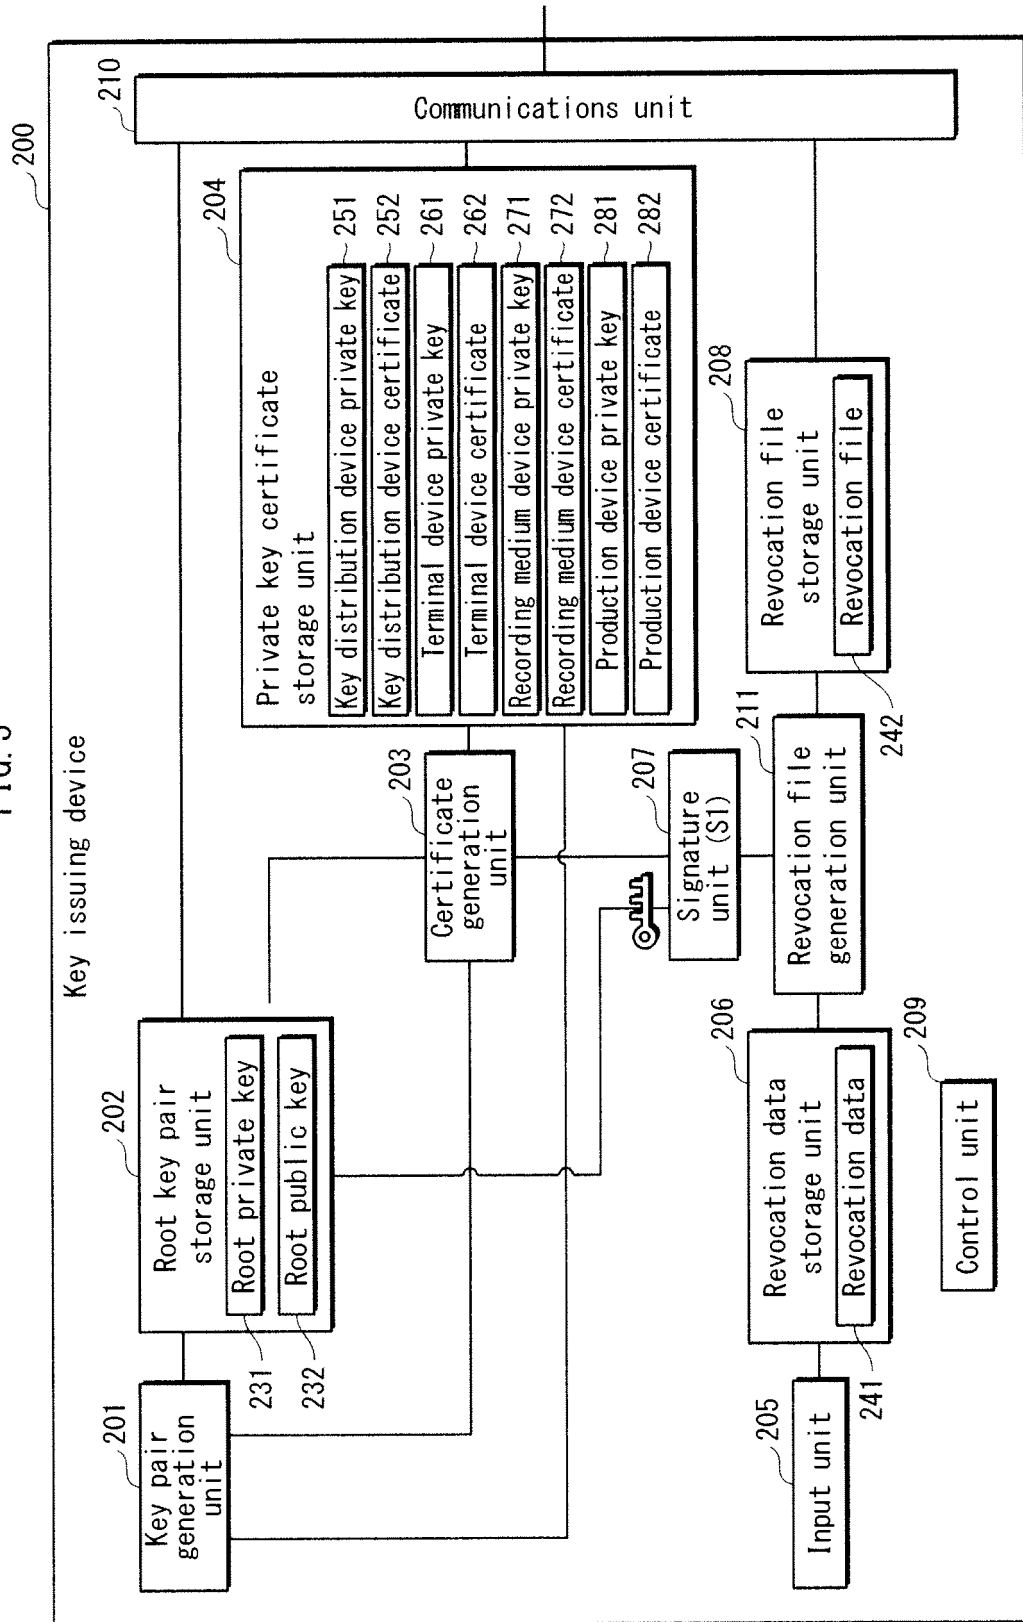 FIG.
Key issuing device
200
201
Key pair
generation
unit
202
Root key pair
storage unit
Root private key
Root public key
231
232
203
Certificate
generation
unit
204
Private key certificate
storage unit
Key distribution device private key
251
Key distribution device certificate
252
Terminal device private key
261
Terminal device certificate
262
Recording medium device private key
271
Recording medium device certificate
272
Production device private key
281
Production device certificate
282
210
Communications unit
207
Signature
unit (S1)
205
Input unit
206
Revocation data
storage unit
Revocation data
241
211
Revocation file
generation unit
208
Revocation file
storage unit
Revocation file
242
209
Control unit